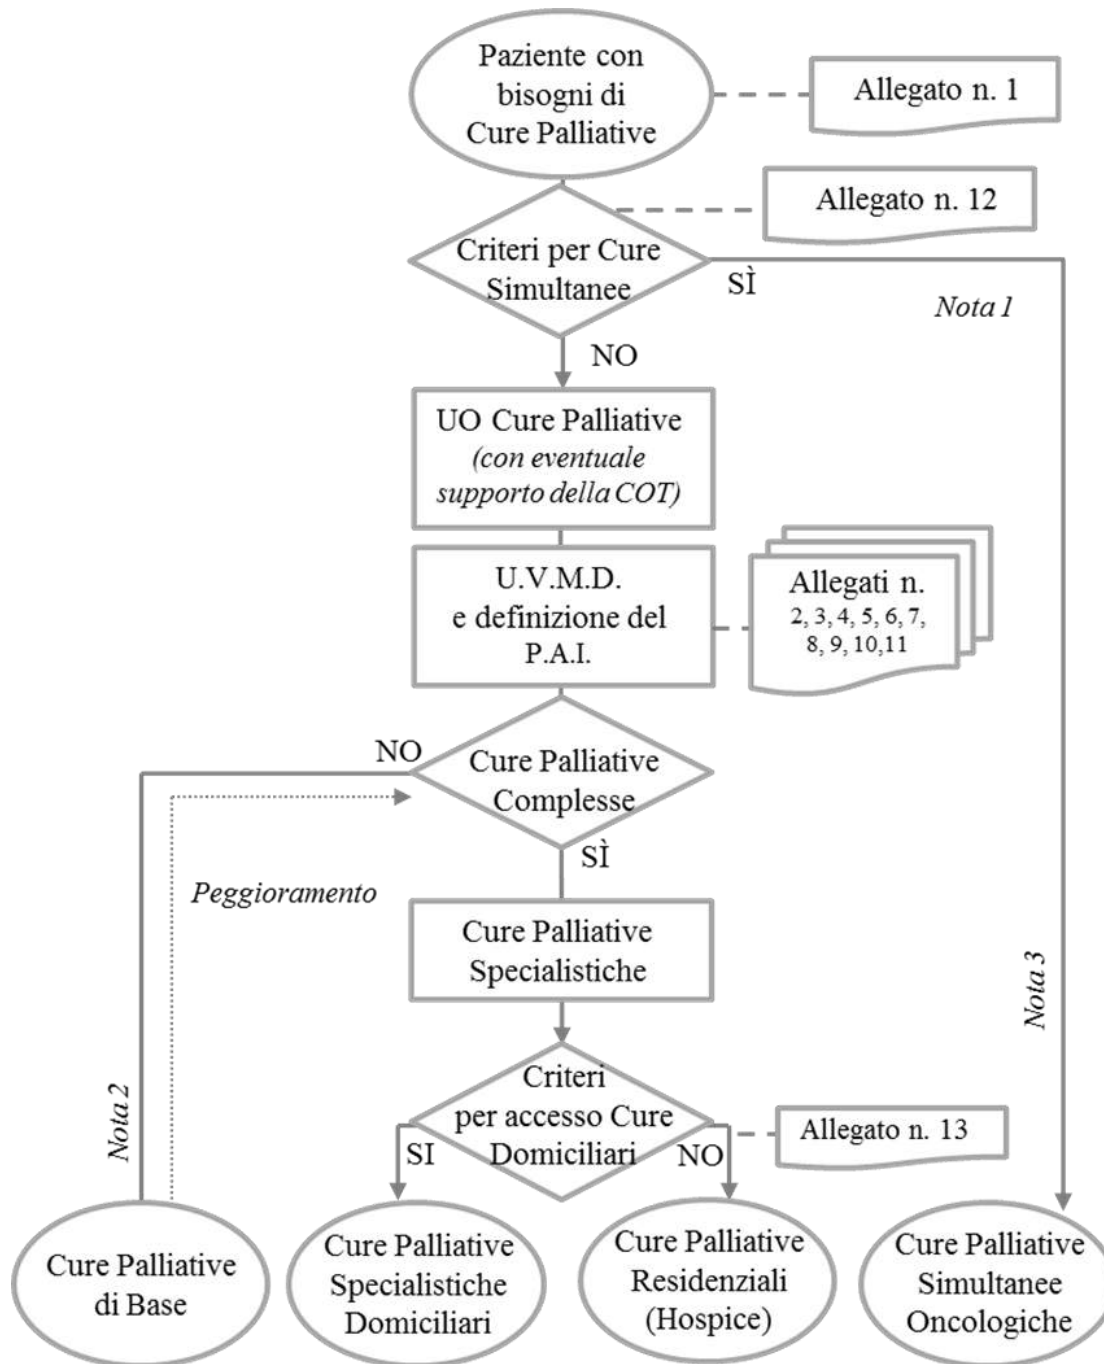 Paziente con
bisogni di
Cure Palliative
Allegato n. 1
Allegato n. 12
Criteri per Cure
Simultanee
SÌ
Nota 1
NO
UO Cure Palliative
(con eventuale
supporto della COT)
U.V.M.D.
e definizione del
P.A.I.
Allegati n.
2, 3, 4, 5, 6, 7,
8, 9, 10,11
NO
Cure Palliative
Complesse
SÌ
Peggioramento
Cure Palliative
Specialistiche
Nota 3
Nota 2
Criteri
per accesso Cure
Domiciliari
Allegato n. 13
SI
NO
Cure Palliative
di Base
Cure Palliative
Specialistiche
Domiciliari
Cure Palliative
Residenziali
(Hospice)
Cure Palliative
Simultanee
Oncologiche